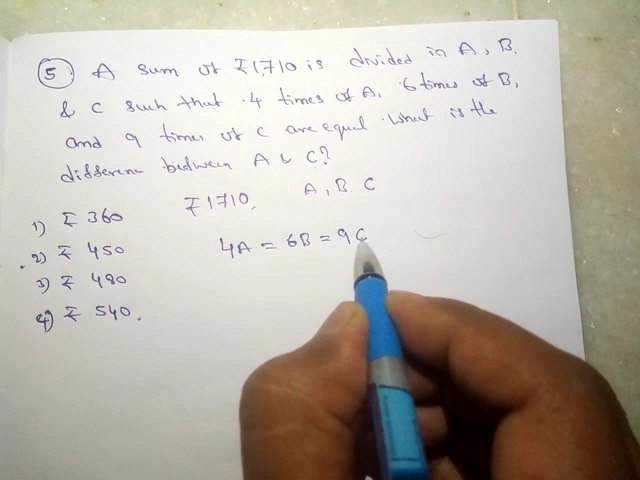 5 A sum of ₹1,710 is divided in A, B.
& C such that 4 times of A, 6 times of B,
and 9 times of C are equal. What is the
difference between A & C?
₹1710, A, B. C
1) ₹ 360
4A = 6B = 9C
2) ₹ 450
3) ₹ 480
4) ₹ 540.